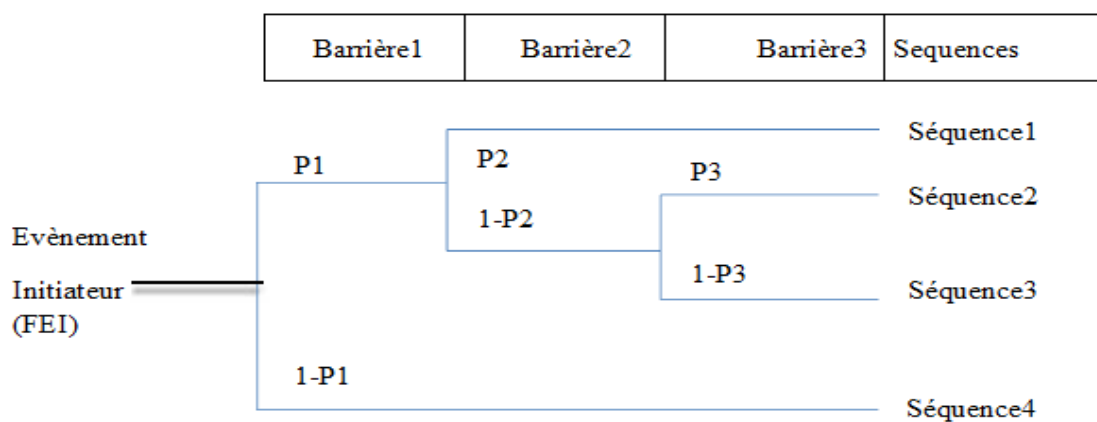 Barrière1 Barrière2 Barrière3 Sequences
Séquence1
P1 P2 P3
Séquence2
1-P2
Evènement
1-P3
Initiateur Séquence3
(FEI)
1-P1
Séquence4